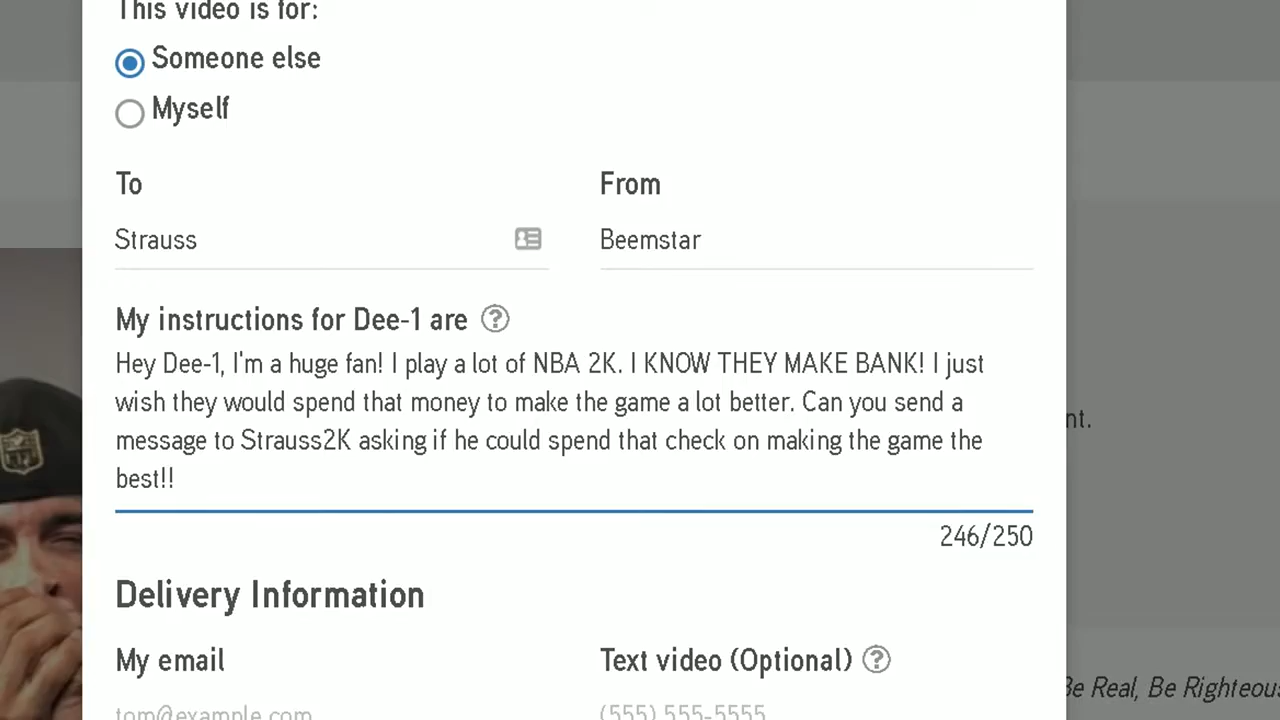 This video is for:
Someone else
Myself
To
From
Strauss
Beemstar
My instructions for Dee-1 are
Hey Dee-1, I'm a huge fan! I play a lot of NBA 2K. I KNOW THEY MAKE BANK! I just
wish they would spend that money to make the game a lot better. Can you send a
message to Strauss2K asking if he could spend that check on making the game the
best!!
nt.
246/250
Delivery Information
My email
Text video (Optional)
Be Real, Be Righteous
tom@example.com
(555) 555-5555